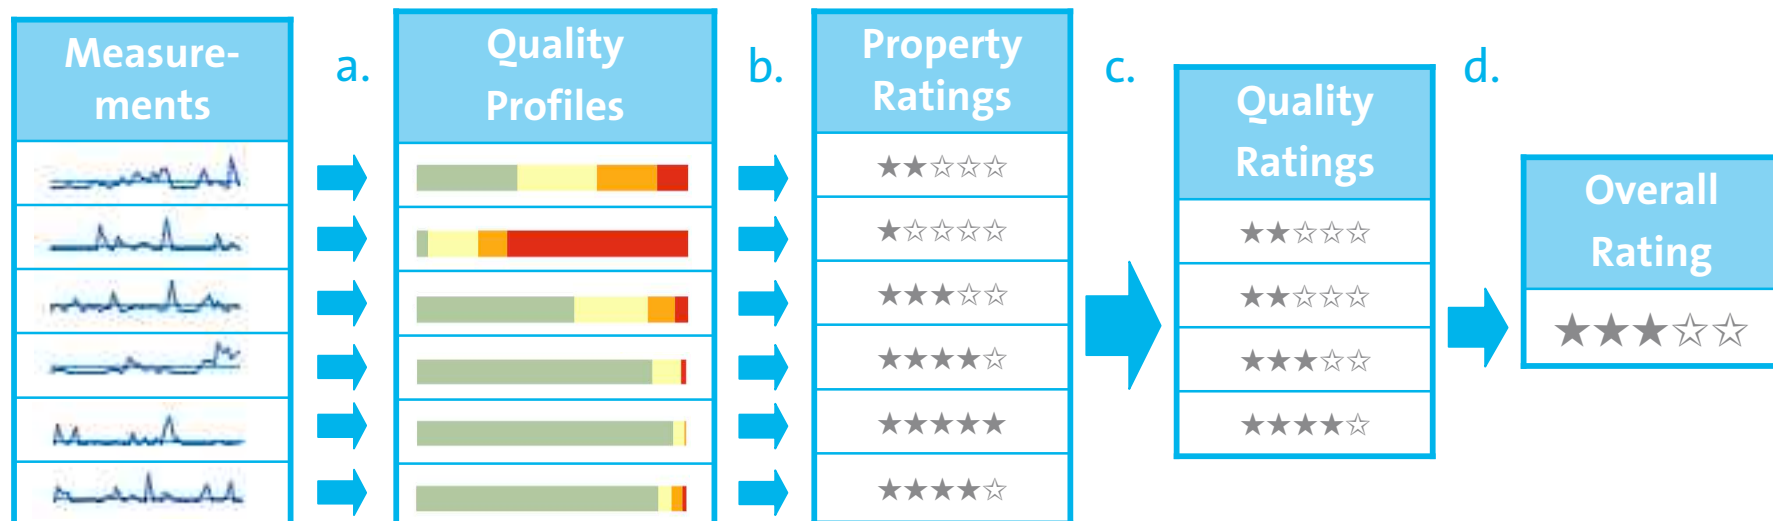 Measure-
ments
a.
Quality
Profiles
b.
Property
Ratings
c.
Quality
Ratings
d.
Overall
Rating